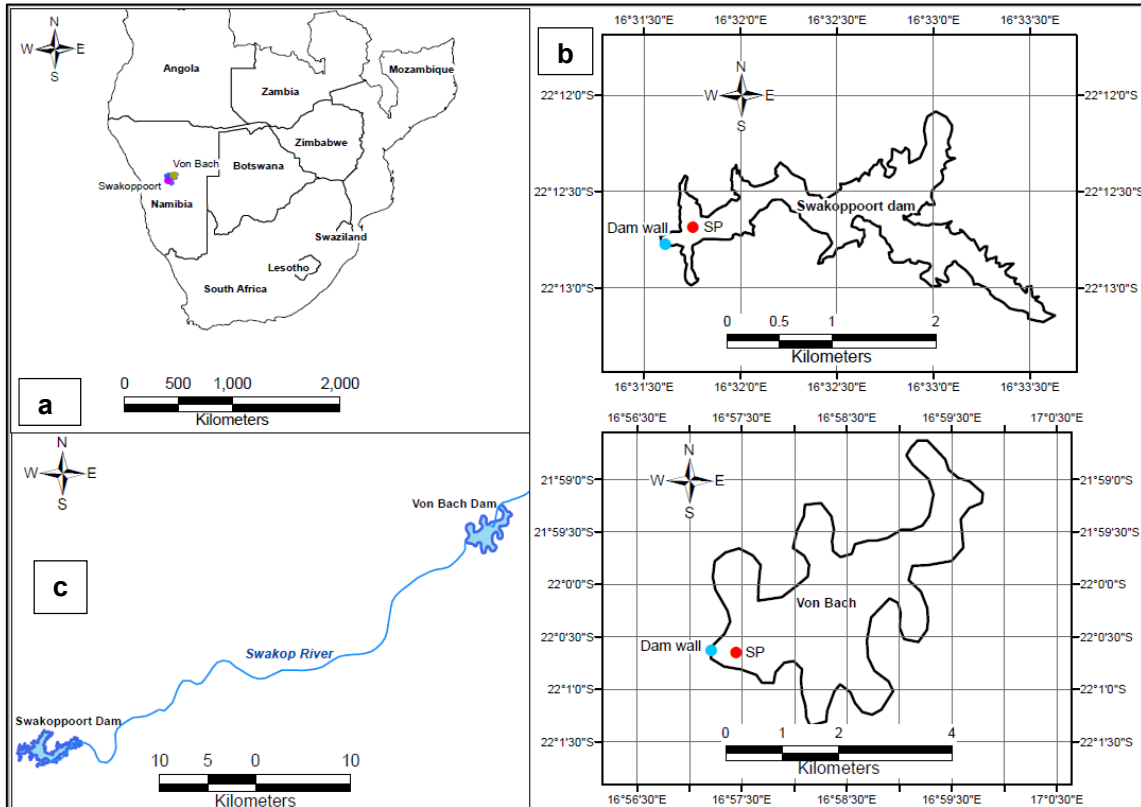 N
W E
S
a
Angola
Zambia
Mozambique
Zimbabwe
Von Bach
Botswana
Swakoppoort
Namibia
Swaziland
Lesotho
South Africa
0 500 1,000 2,000
Kilometers
b
16°31'30"E 16°32'0"E 16°32'30"E 16°33'0"E 16°33'30"E
N
W E
S
22°12'0"S 22°12'0"S
22°12'30"S 22°12'30"S
Swakoppoort dam
Dam wall SP
22°13'0"S 22°13'0"S
0 0.5 1 2
Kilometers
16°31'30"E 16°32'0"E 16°32'30"E 16°33'0"E 16°33'30"E
c
N
W E
S
Von Bach Dam
Swakop River
Swakoppoort Dam
10 5 0 10
Kilometers
16°56'30"E 16°57'30"E 16°58'30"E 16°59'30"E 17°0'30"E
N
W E
S
21°59'0"S 21°59'0"S
21°59'30"S 21°59'30"S
22°0'0"S 22°0'0"S
Von Bach
22°0'30"S 22°0'30"S
Dam wall SP
22°1'0"S 22°1'0"S
22°1'30"S 22°1'30"S
0 1 2 4
Kilometers
16°56'30"E 16°57'30"E 16°58'30"E 16°59'30"E 17°0'30"E